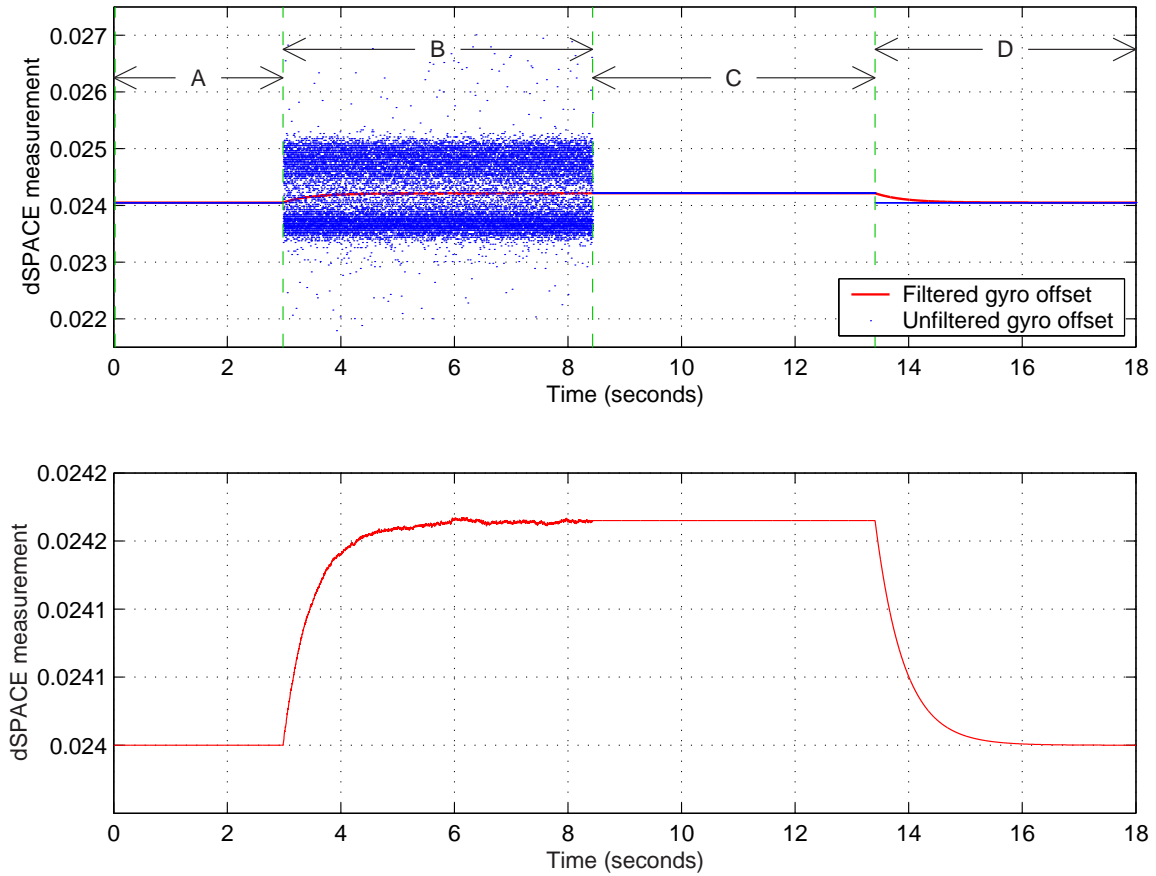 0.027
0.026
0.025
0.024
0.023
0.022
dSPACE measurement
A
B
C
D
Filtered gyro offset
Unfiltered gyro offset
0 2 4 6 8 10 12 14 16 18
Time (seconds)
0.0242
0.0242
0.0241
0.0241
0.024
dSPACE measurement
0 2 4 6 8 10 12 14 16 18
Time (seconds)